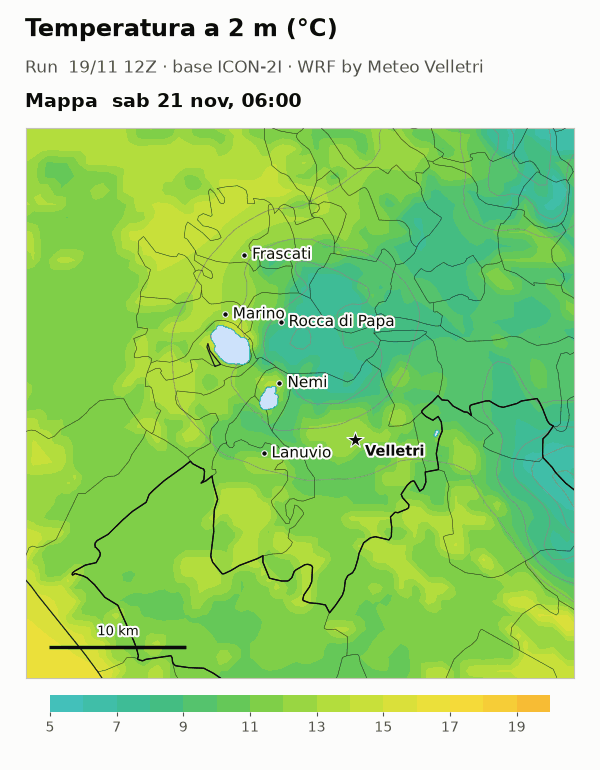 Temperatura a 2 m (°C)
Run  19/11 12Z · base ICON-2I · WRF by Meteo Velletri
Mappa  sab 21 nov, 06:00
Frascati
Marino
Rocca di Papa
Nemi
Velletri
Lanuvio
10 km
5 7 9 11 13 15 17 19